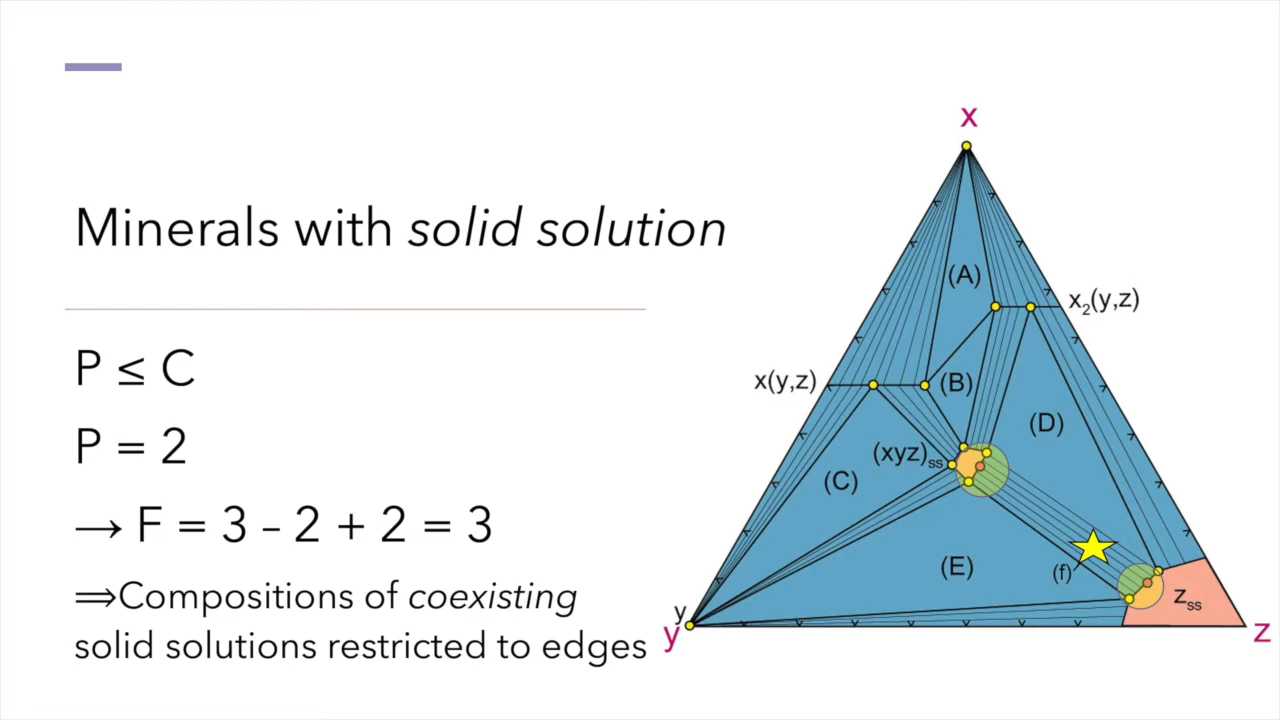 Minerals with solid solution
P ≤ C
P = 2
→ F = 3 – 2 + 2 = 3
⟹Compositions of coexisting
solid solutions restricted to edges
x
(A)
x₂(y,z)
x(y,z)
(B)
(D)
(xyz)ss
(C)
(E)
(f)
zss
y
y
z